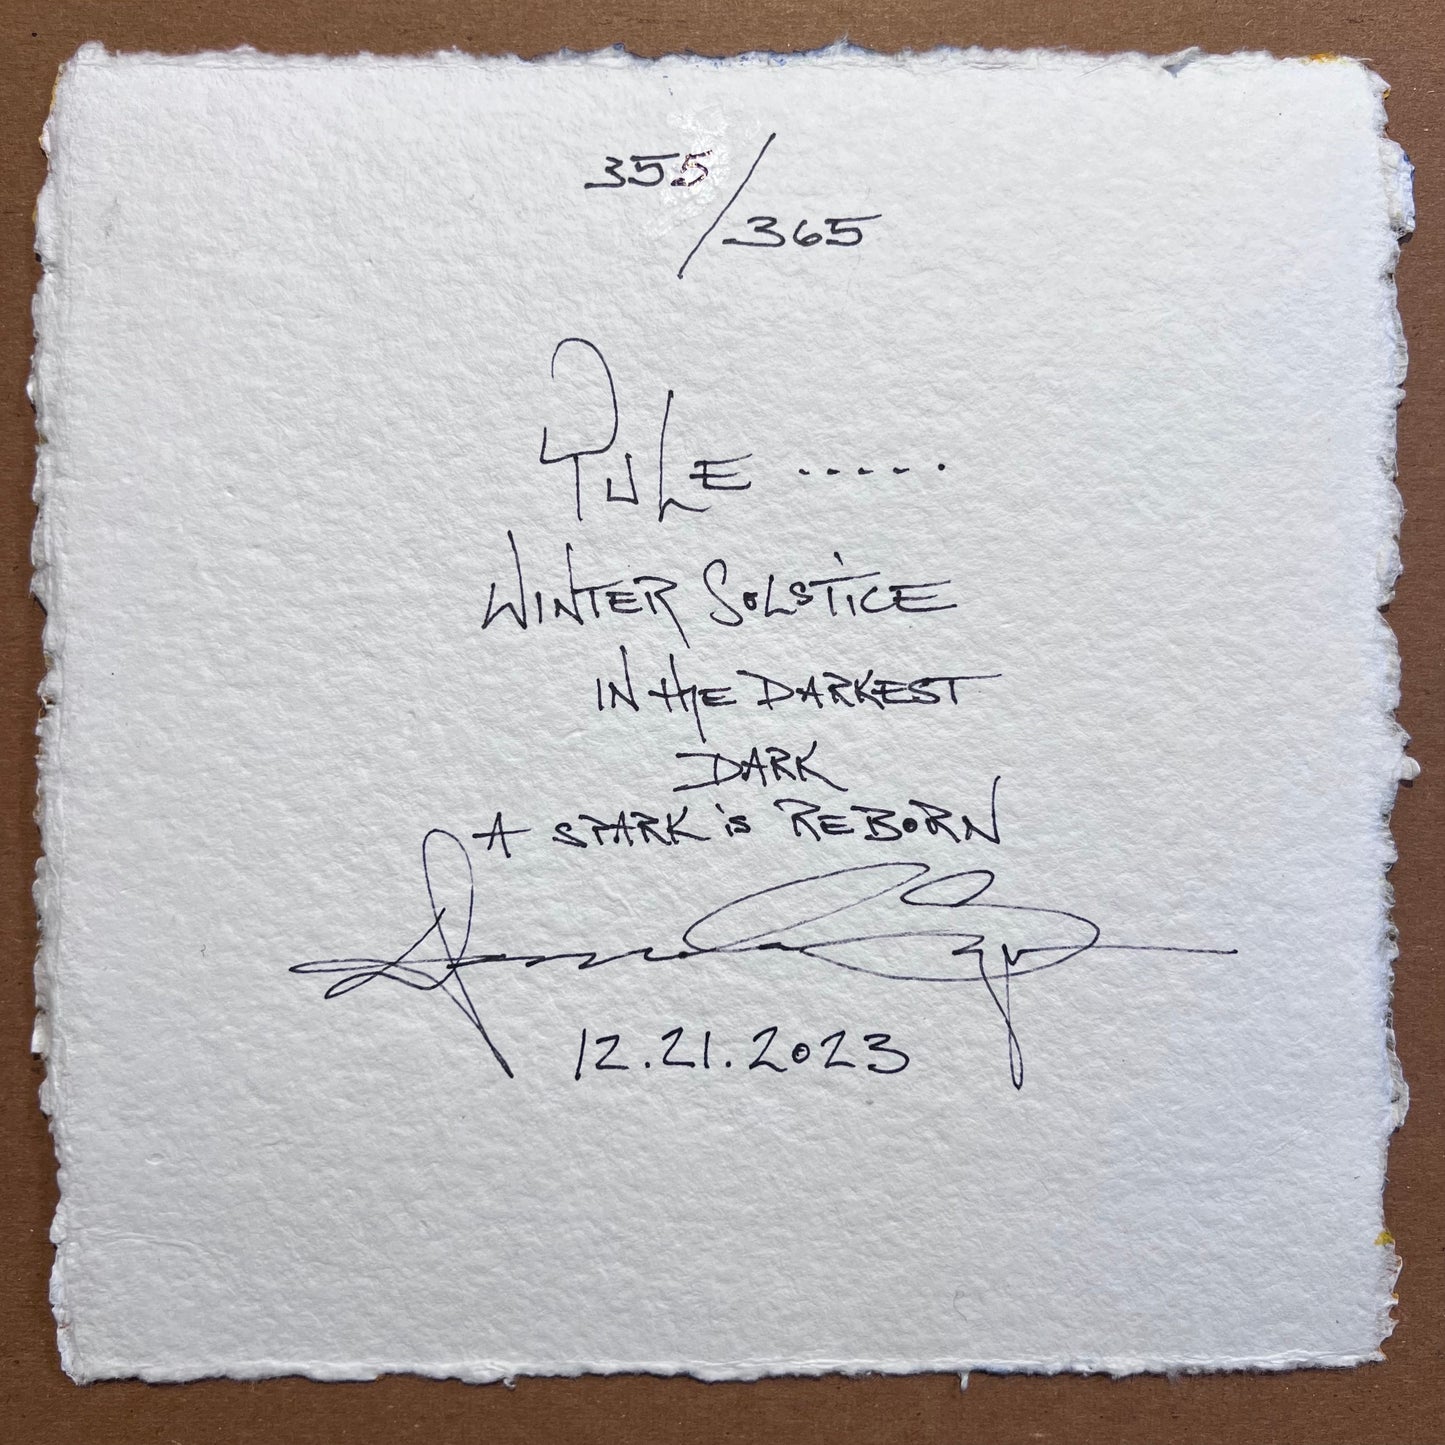 355/365
YULE .....
WINTER SOLSTICE
IN THE DARKEST
DARK
A SPARK is REBORN
12.21.2023